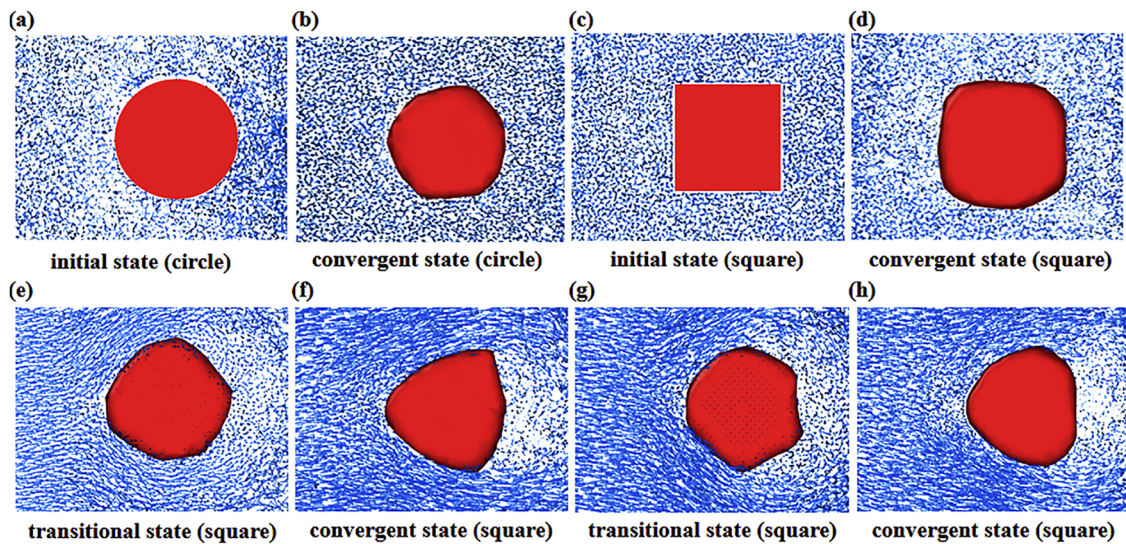 (a) (b) (c) (d)
initial state (circle) convergent state (circle) initial state (square) convergent state (square)
(e) (f) (g) (h)
transitional state (square) convergent state (square) transitional state (square) convergent state (square)